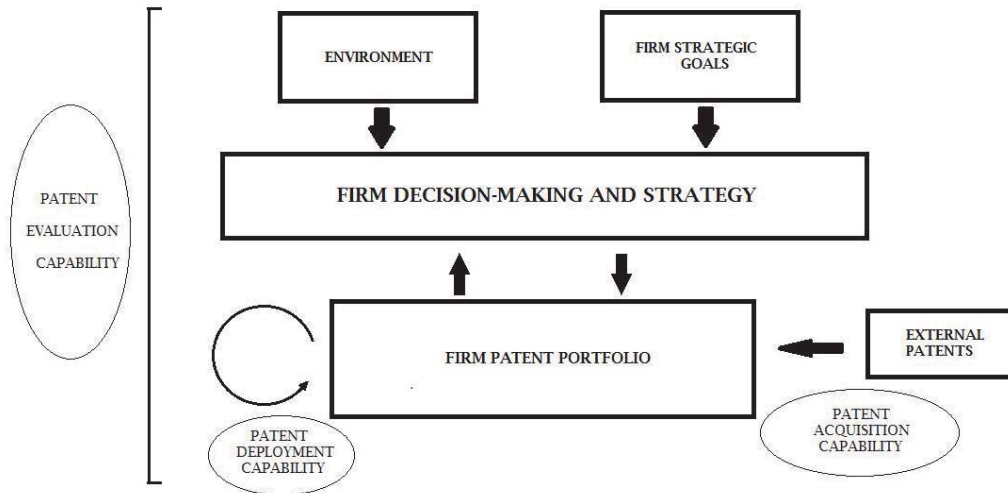 ENVIRONMENT
FIRM STRATEGIC
GOALS
FIRM DECISION-MAKING AND STRATEGY
PATENT
EVALUATION
CAPABILITY
FIRM PATENT PORTFOLIO
EXTERNAL
PATENTS
PATENT
DEPLOYMENT
CAPABILITY
PATENT
ACQUISITION
CAPABILITY